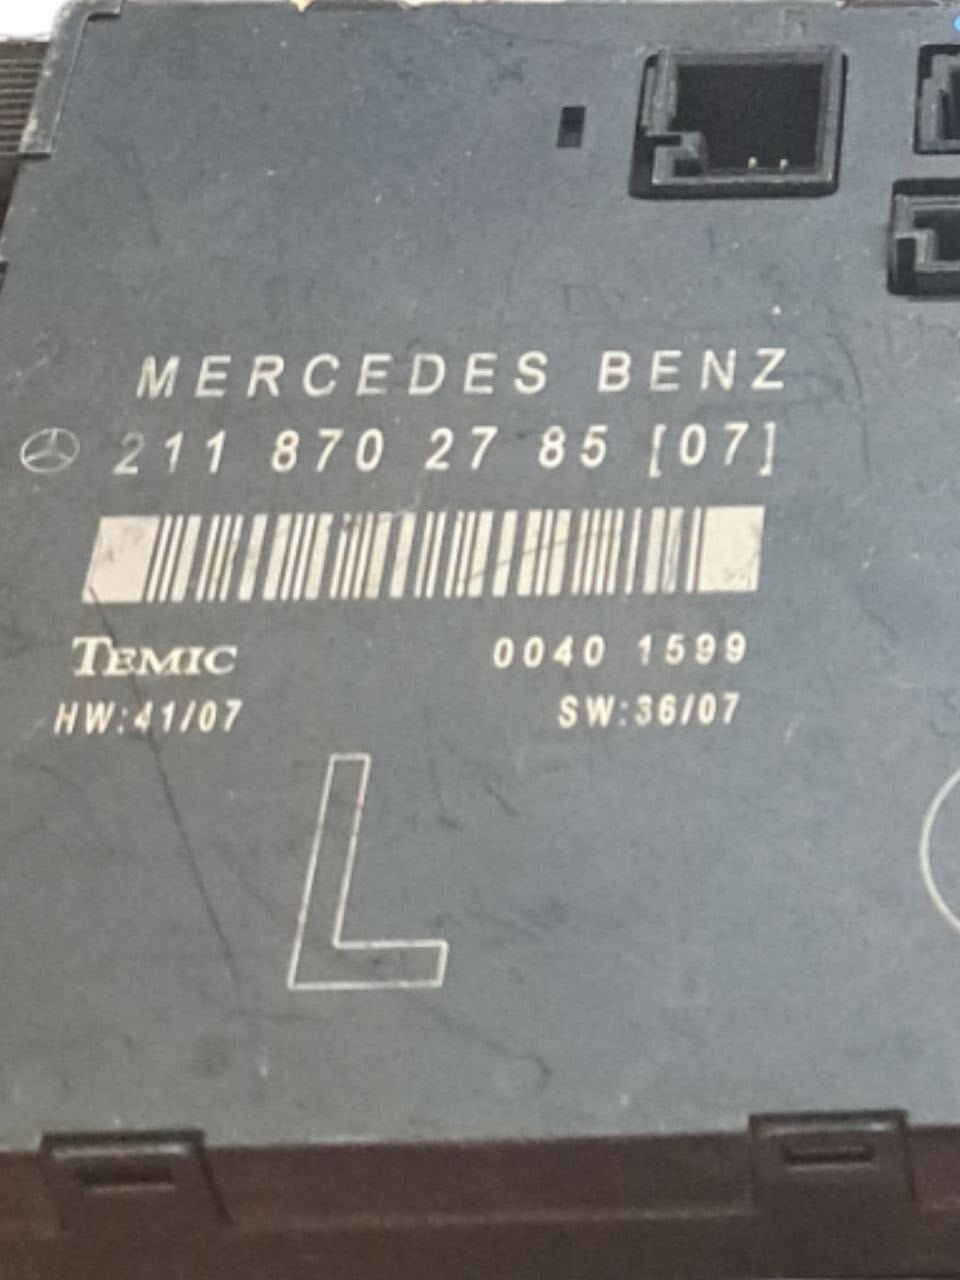 MERCEDES BENZ
211 870 27 85 [07]
TEMIC 0040 1599
HW:41/07 SW:36/07
L